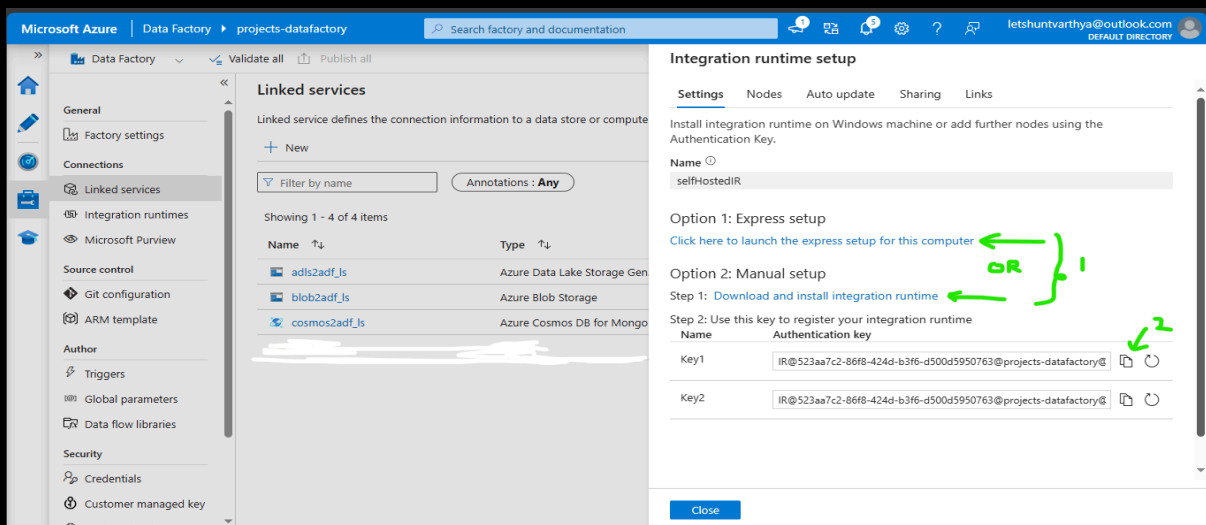 Microsoft Azure | Data Factory ▸ projects-datafactory
Search factory and documentation
1
5
letshuntvarthya@outlook.com
DEFAULT DIRECTORY
Data Factory
Validate all
Publish all
General
Factory settings
Connections
Linked services
Integration runtimes
Microsoft Purview
Source control
Git configuration
ARM template
Author
Triggers
Global parameters
Data flow libraries
Security
Credentials
Customer managed key
Linked services
Linked service defines the connection information to a data store or compute
New
Filter by name
Annotations : Any
Showing 1 - 4 of 4 items
Name Type
adls2adf_ls Azure Data Lake Storage Gen
blob2adf_ls Azure Blob Storage
cosmos2adf_ls Azure Cosmos DB for Mongo
Integration runtime setup
Settings Nodes Auto update Sharing Links
Install integration runtime on Windows machine or add further nodes using the
Authentication Key.
Name
selfHostedIR
Option 1: Express setup
Click here to launch the express setup for this computer
OR
1
Option 2: Manual setup
Step 1: Download and install integration runtime
Step 2: Use this key to register your integration runtime
2
Name Authentication key
Key1 IR@523aa7c2-86f8-424d-b3f6-d500d5950763@projects-datafactory@
Key2 IR@523aa7c2-86f8-424d-b3f6-d500d5950763@projects-datafactory@
Close